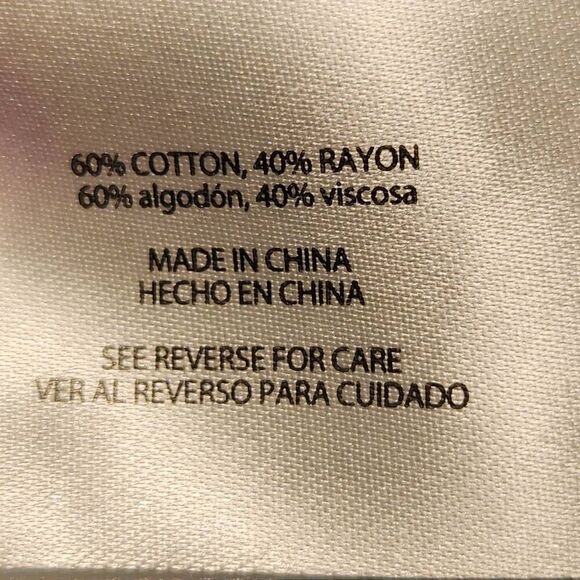 60% COTTON, 40% RAYON
60% algodón, 40% viscosa
MADE IN CHINA
HECHO EN CHINA
SEE REVERSE FOR CARE
VER AL REVERSO PARA CUIDADO